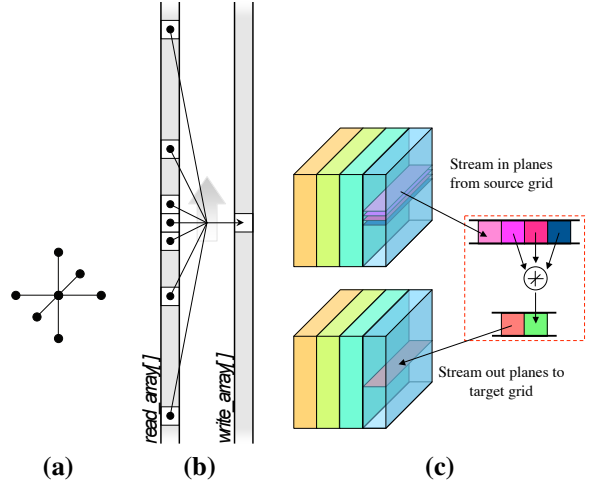 read_array[]
write_array[]
Stream in planes
from source grid
Stream out planes to
target grid
(a)
(b)
(c)